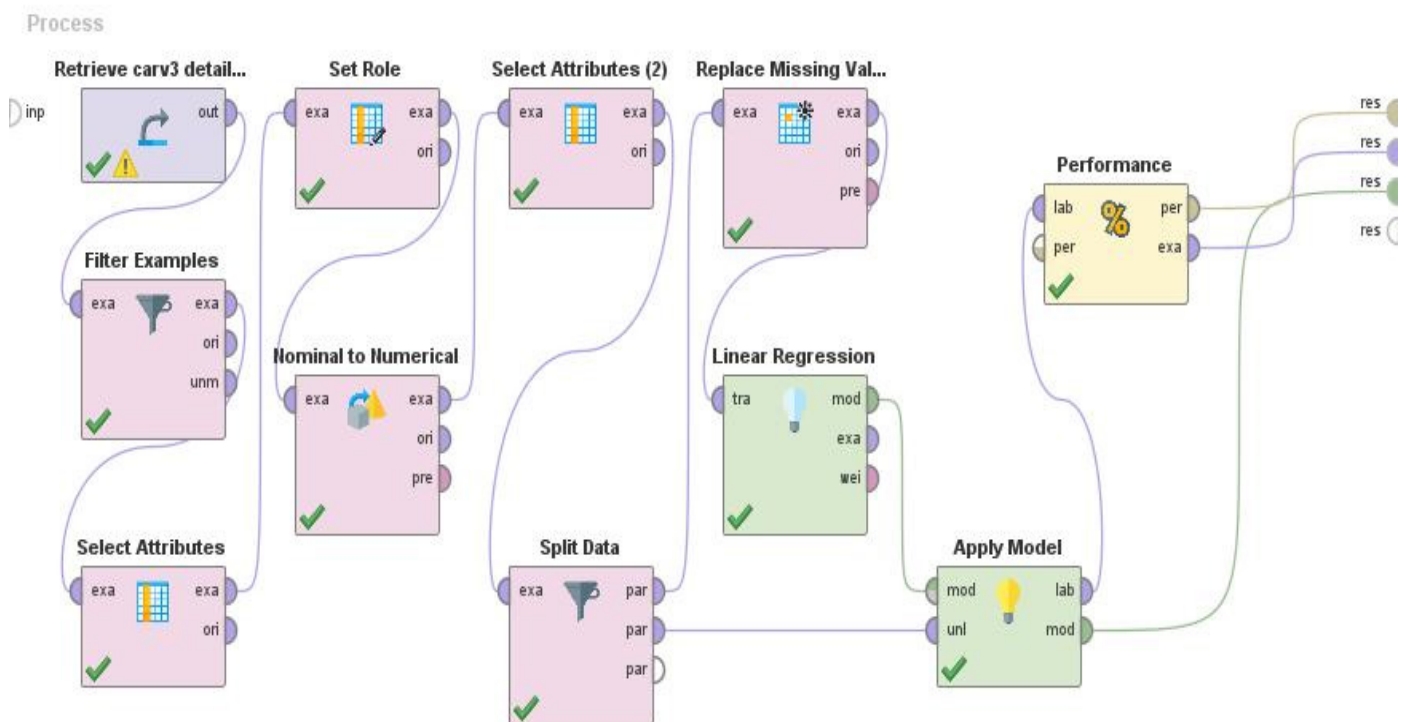 Process
Retrieve carv3 detail...
inp
out
Set Role
exa
exa
ori
Select Attributes (2)
exa
exa
ori
Replace Missing Val...
exa
exa
ori
pre
Performance
lab
per
per
exa
%
res
res
res
res
Filter Examples
exa
exa
ori
unm
Nominal to Numerical
exa
exa
ori
pre
Linear Regression
tra
mod
exa
wei
Select Attributes
exa
exa
ori
Split Data
exa
par
par
par
Apply Model
mod
lab
unl
mod